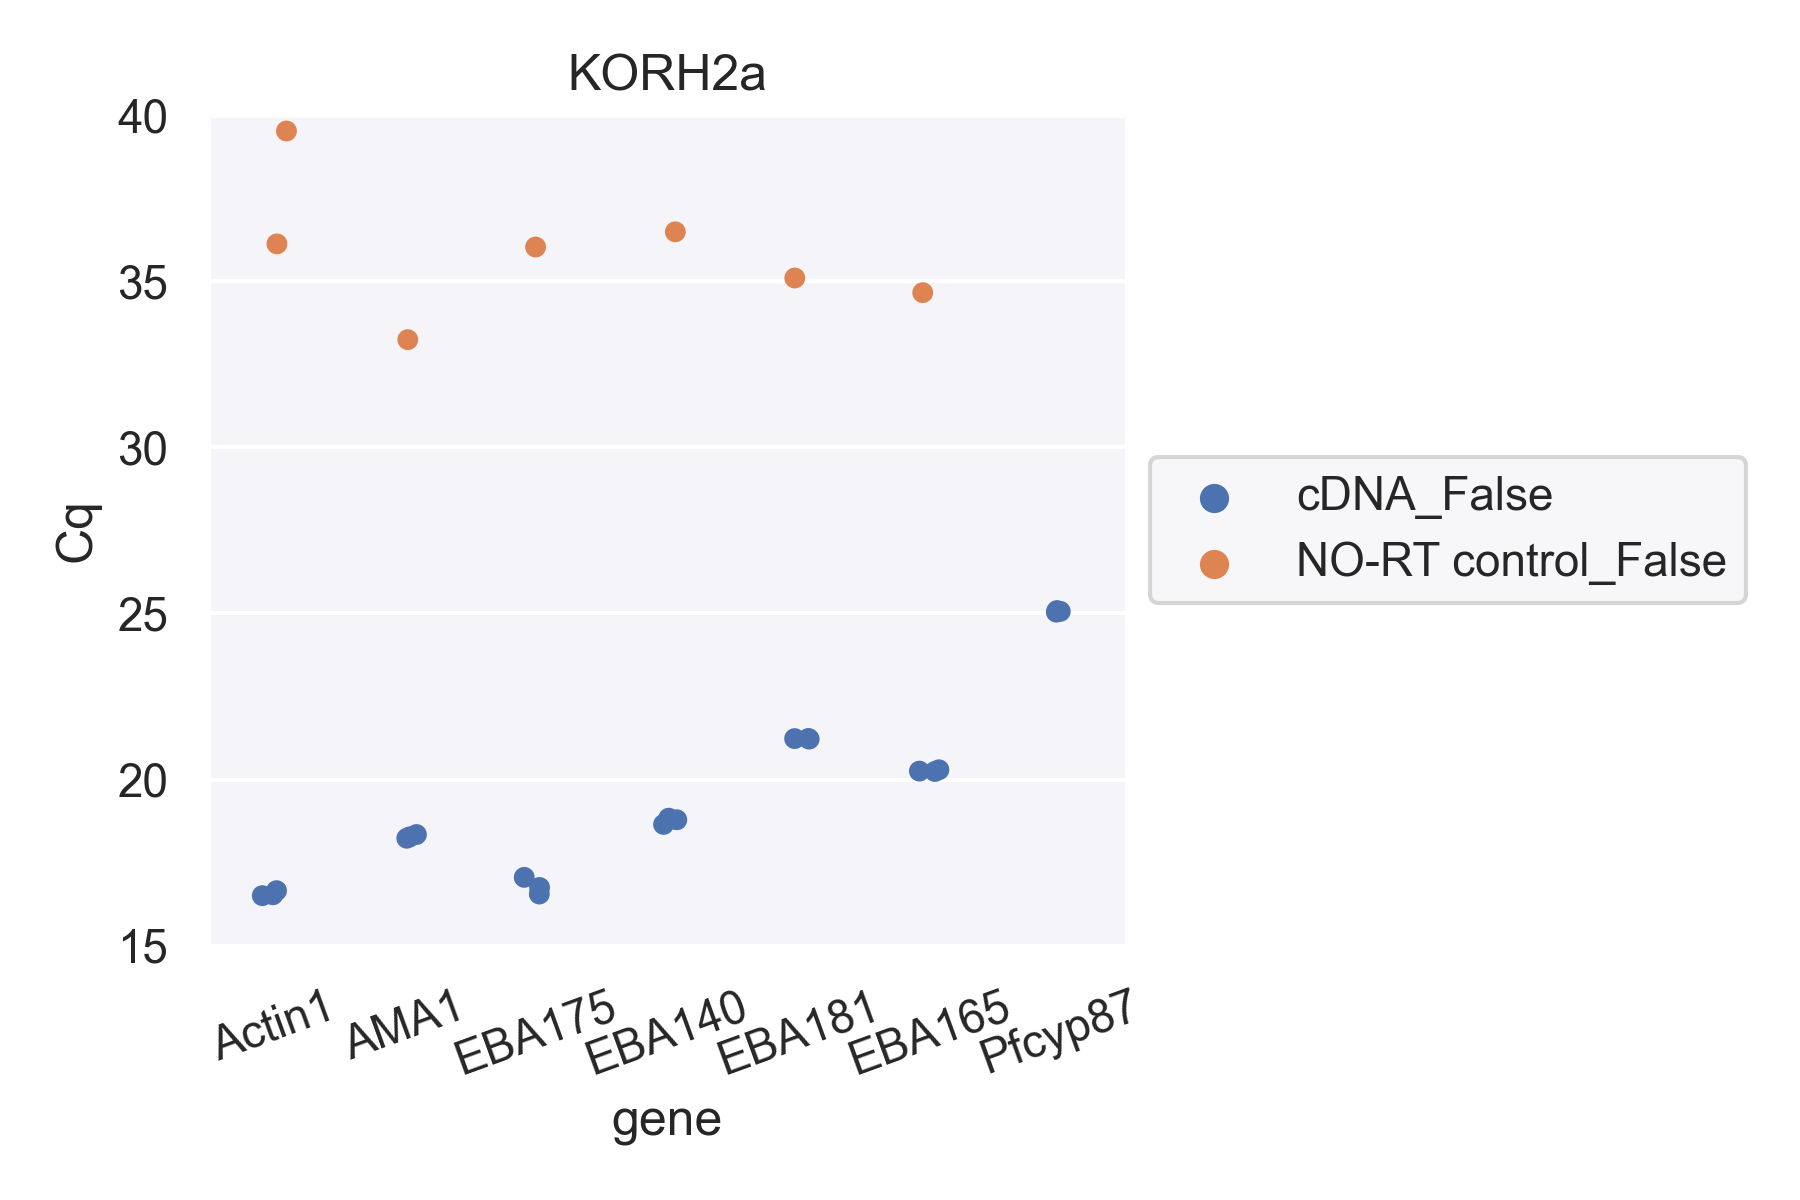 KORH2a
40
35
30
25
20
15
Cq
cDNA_False
NO-RT control_False
Actin1
AMA1
EBA175
EBA140
EBA181
EBA165
Pfcyp87
gene